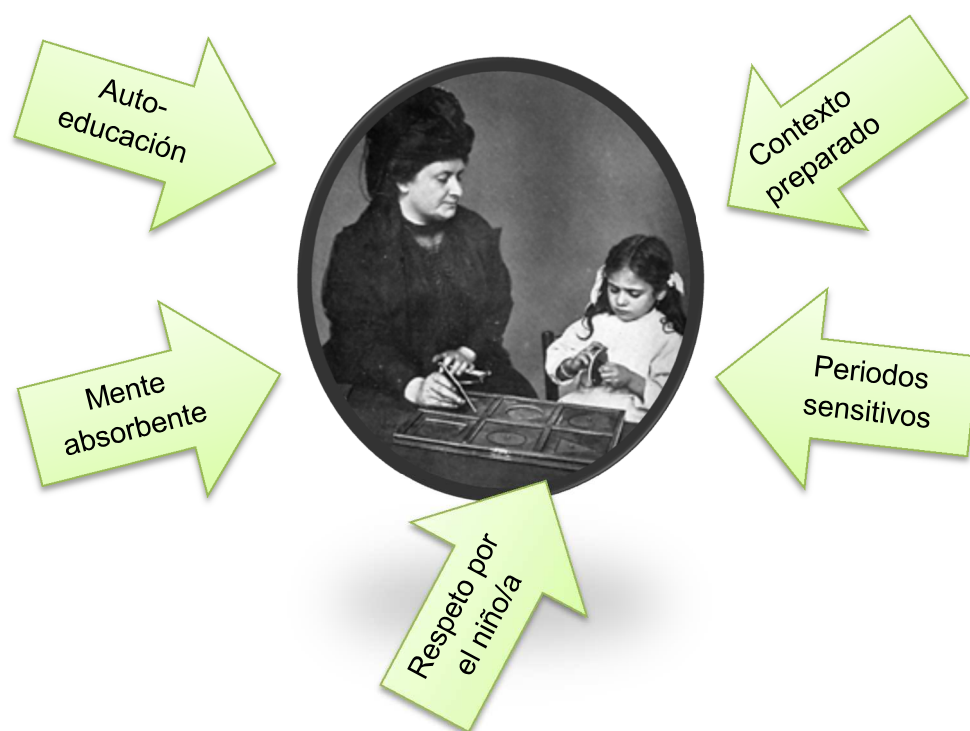 Auto-
educación
Contexto
preparado
Mente
absorbente
Periodos
sensitivos
Respeto por
el niño/a